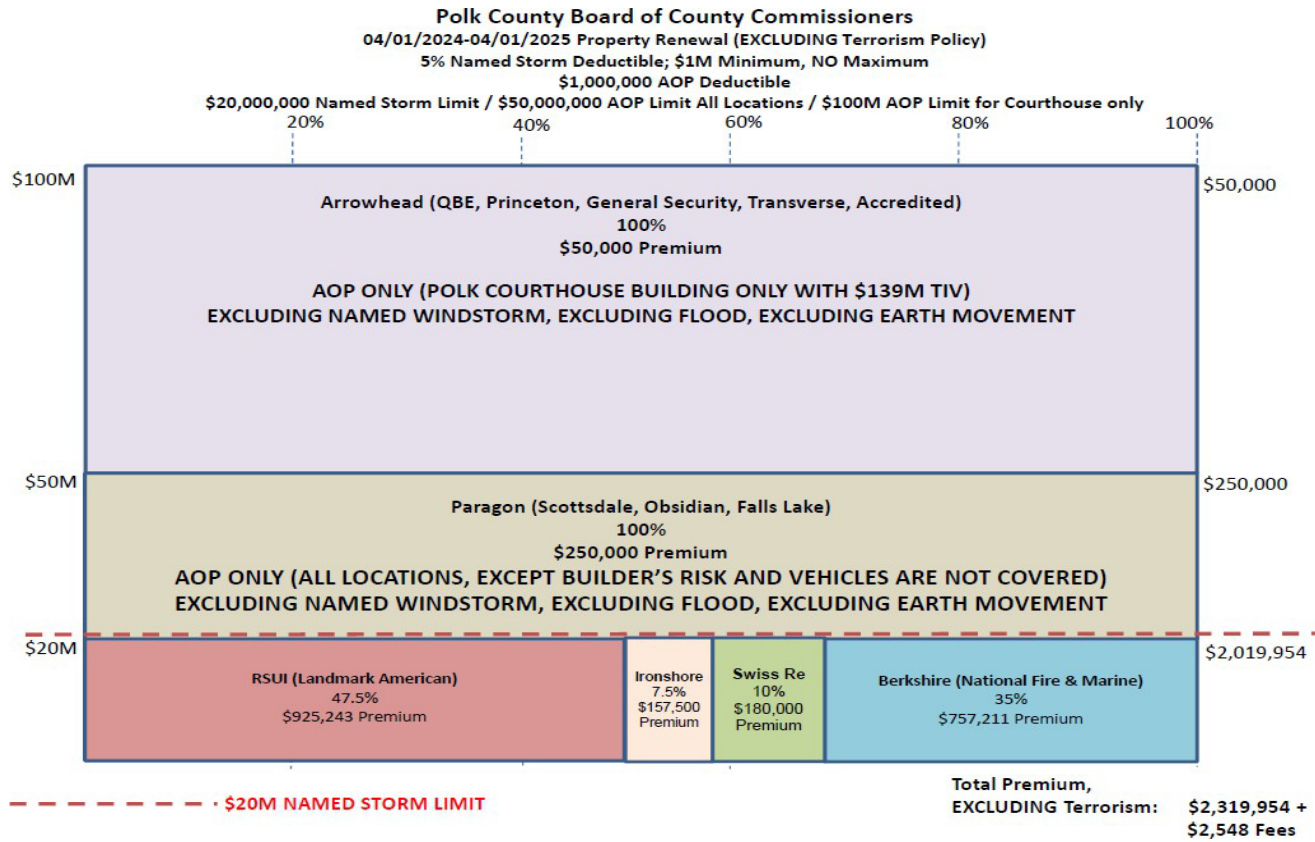 Polk County Board of County Commissioners
04/01/2024-04/01/2025 Property Renewal (EXCLUDING Terrorism Policy)
5% Named Storm Deductible; $1M Minimum, NO Maximum
$1,000,000 AOP Deductible
$20,000,000 Named Storm Limit / $50,000,000 AOP Limit All Locations / $100M AOP Limit for Courthouse only
20% 40% 60% 80% 100%
$100M
$50,000
Arrowhead (QBE, Princeton, General Security, Transverse, Accredited)
100%
$50,000 Premium
AOP ONLY (POLK COURTHOUSE BUILDING ONLY WITH $139M TIV)
EXCLUDING NAMED WINDSTORM, EXCLUDING FLOOD, EXCLUDING EARTH MOVEMENT
$50M
$250,000
Paragon (Scottsdale, Obsidian, Falls Lake)
100%
$250,000 Premium
AOP ONLY (ALL LOCATIONS, EXCEPT BUILDER’S RISK AND VEHICLES ARE NOT COVERED)
EXCLUDING NAMED WINDSTORM, EXCLUDING FLOOD, EXCLUDING EARTH MOVEMENT
$20M
$2,019,954
RSUI (Landmark American)
47.5%
$925,243 Premium
Ironshore
7.5%
$157,500
Premium
Swiss Re
10%
$180,000
Premium
Berkshire (National Fire & Marine)
35%
$757,211 Premium
$20M NAMED STORM LIMIT
Total Premium,
EXCLUDING Terrorism: $2,319,954 +
$2,548 Fees